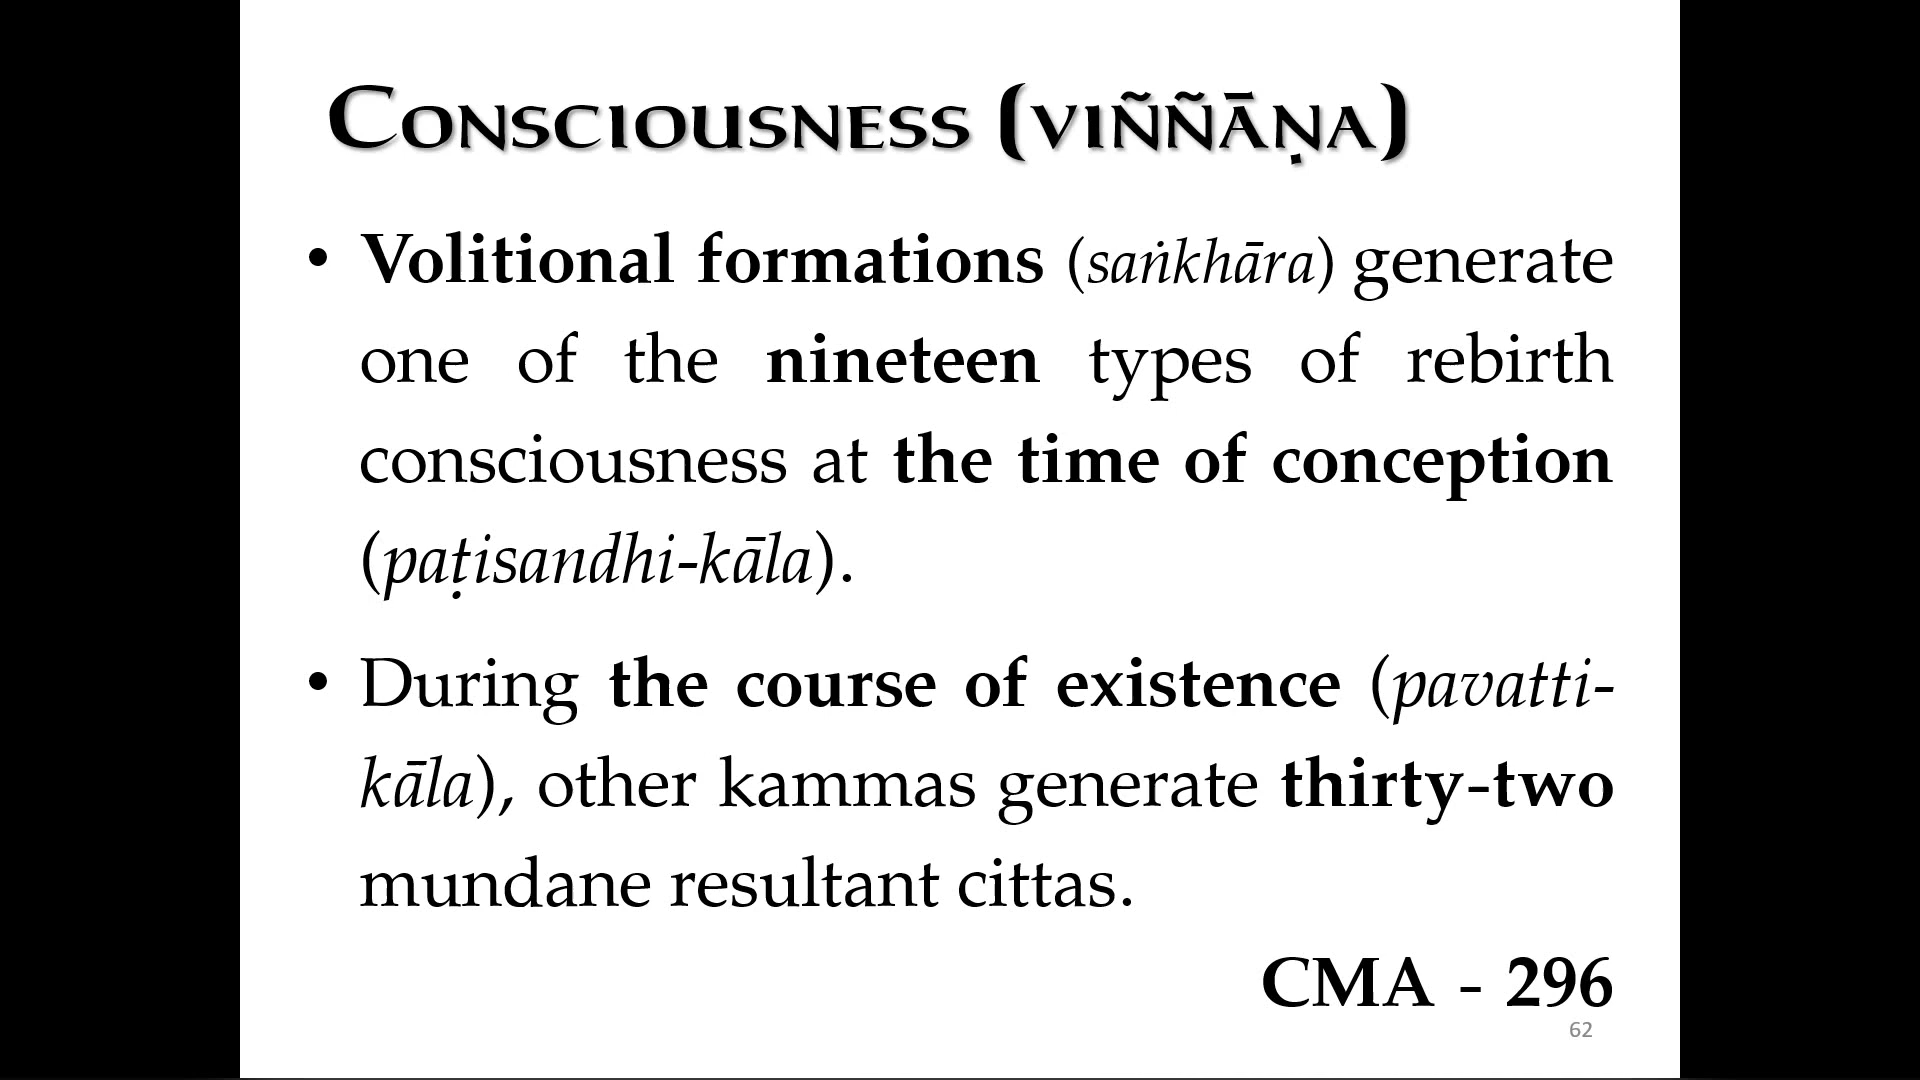 Consciousness (viññāṇa)
• Volitional formations (saṅkhāra) generate
one of the nineteen types of rebirth
consciousness at the time of conception
(paṭisandhi-kāla).
• During the course of existence (pavatti-
kāla), other kammas generate thirty-two
mundane resultant cittas.
CMA - 296
62